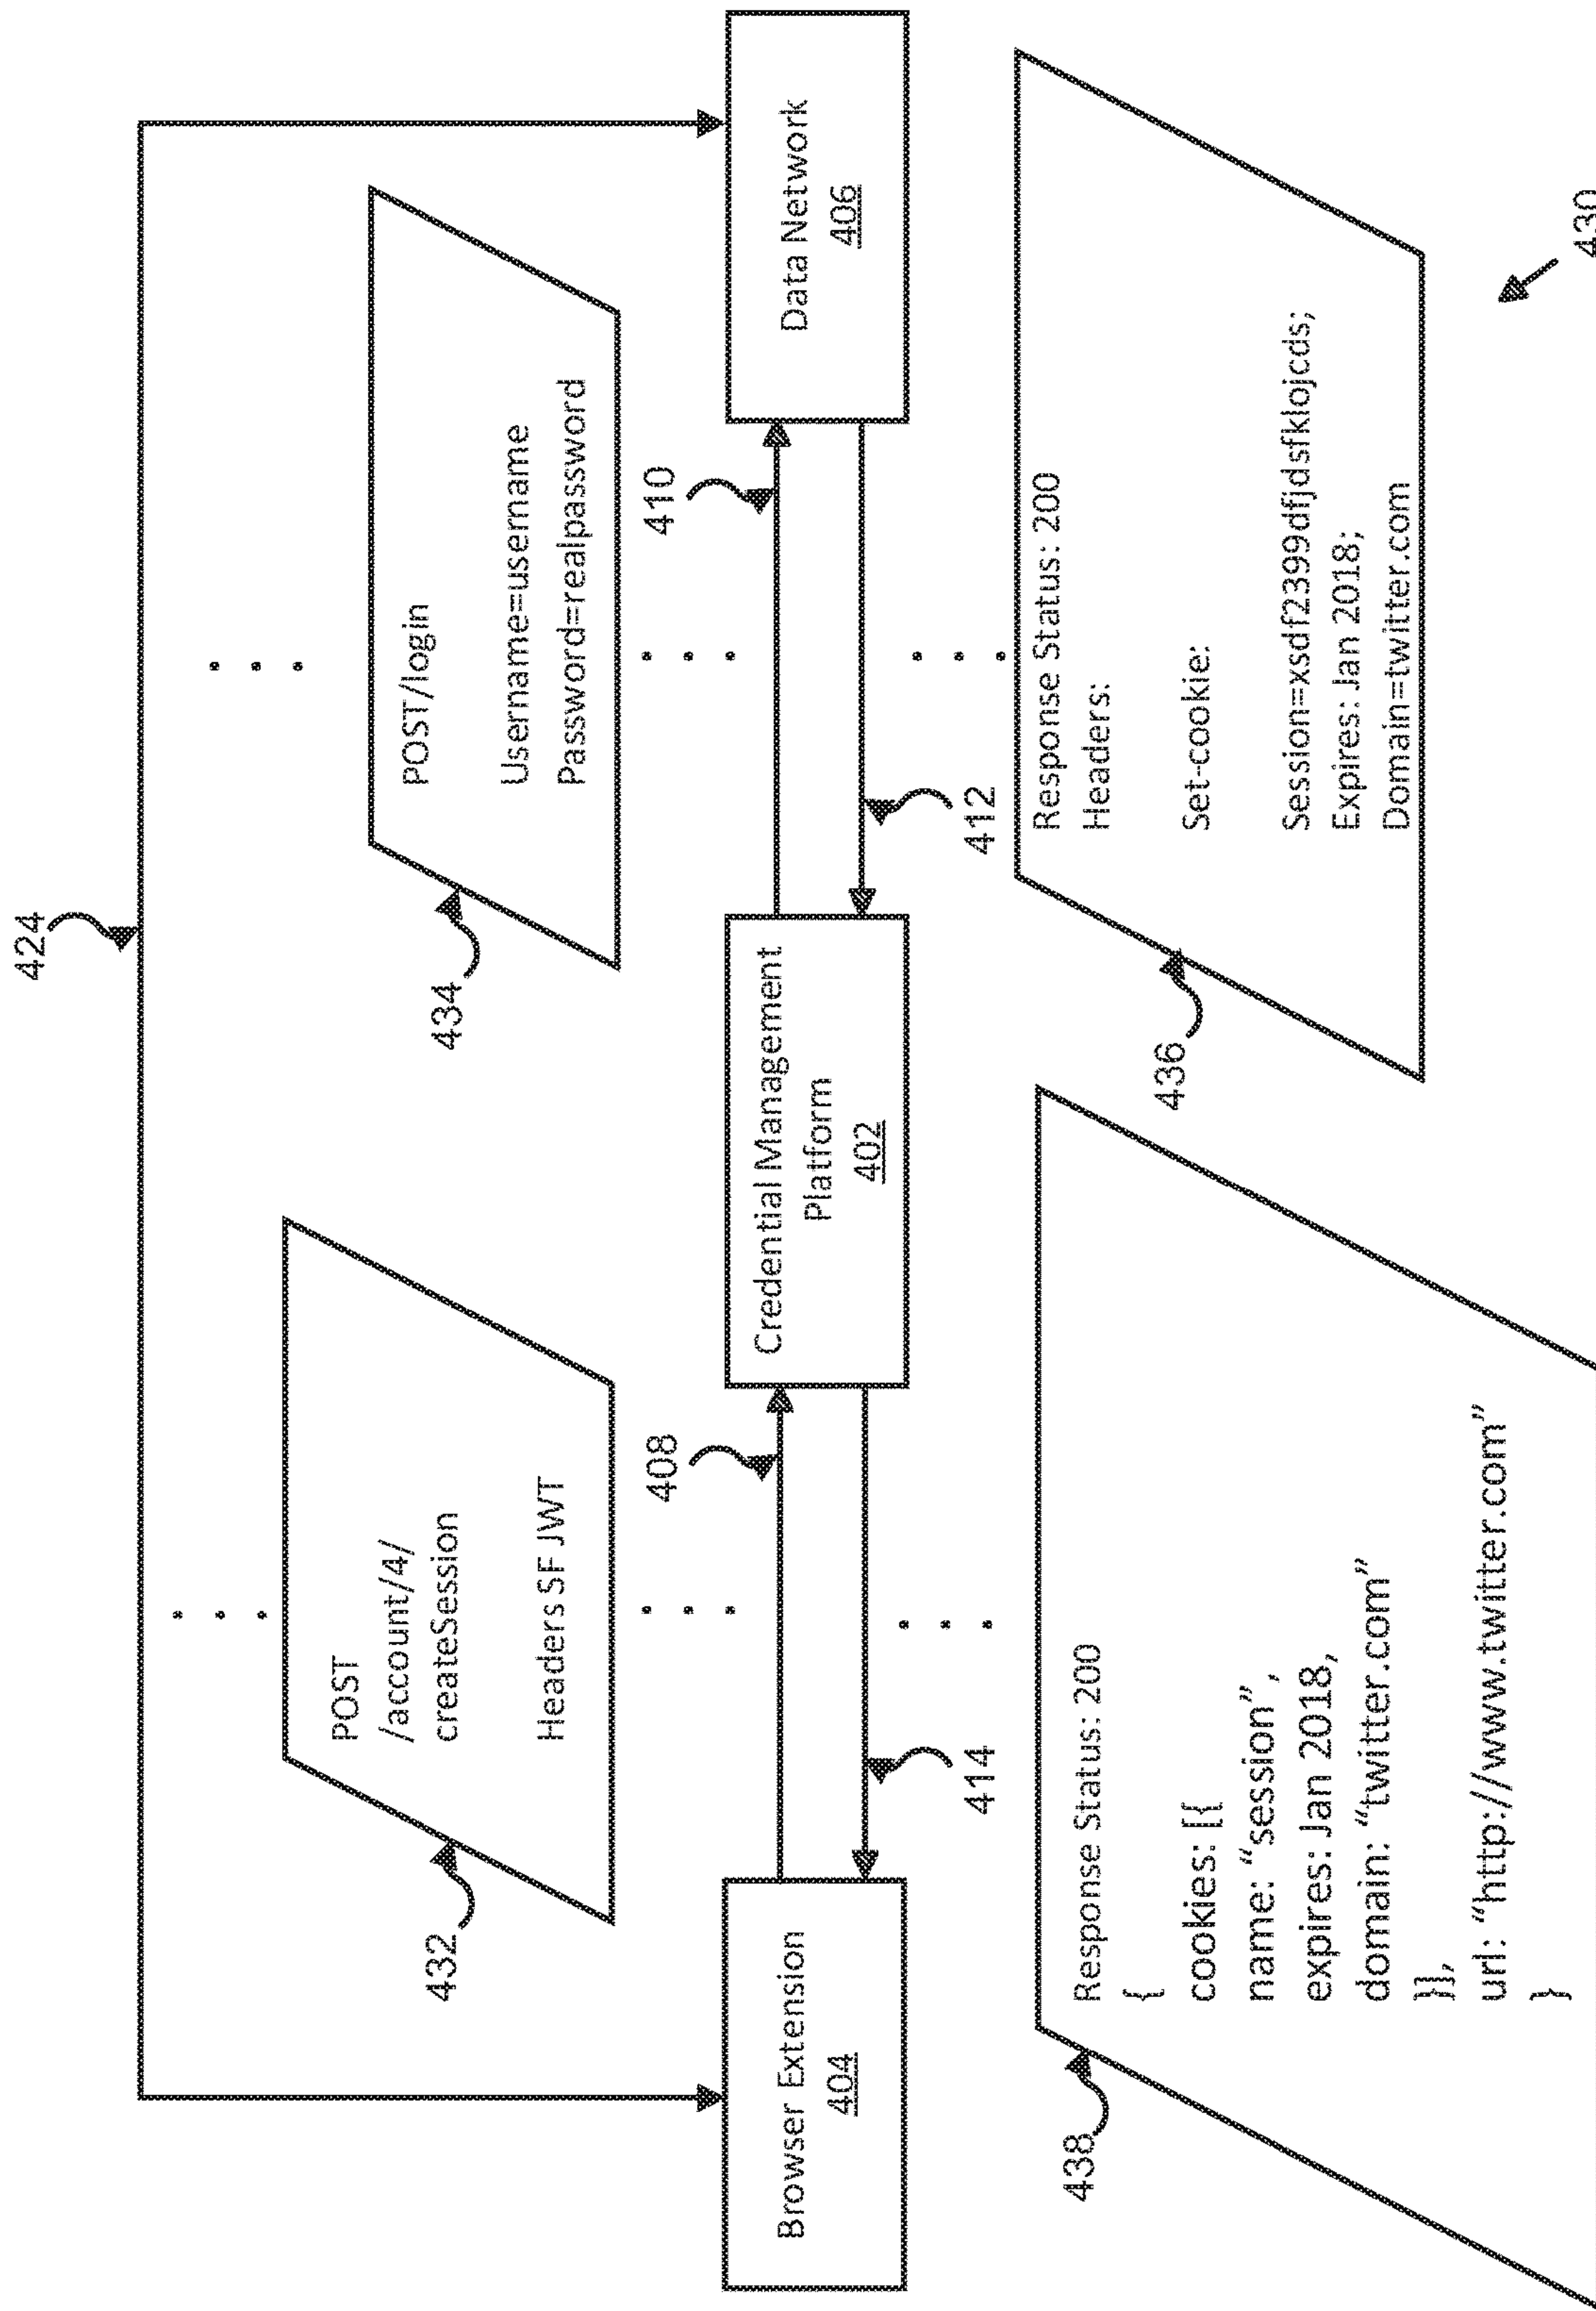 424
POST
/account/4/
createSession
Headers SF JWT
432
POST/login
Username=username
Password=realpassword
434
408
410
Browser Extension
404
Credential Management
Platform
402
Data Network
406
414
412
Response Status: 200
{
cookies: [{
name: “session”,
expires: Jan 2018,
domain: “twitter.com”
}],
url: “http://www.twitter.com”
}
438
Response Status: 200
Headers:
Set-cookie:
Session=xsdf2399dfjdsfklojcds;
Expires: Jan 2018;
Domain=twitter.com
436
430